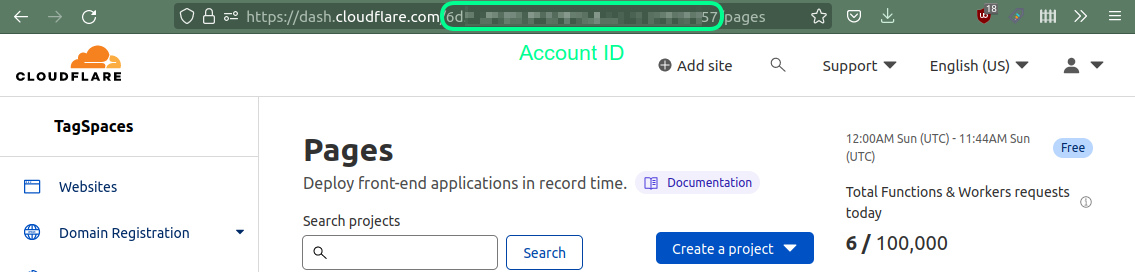 https://dash.cloudflare.com/6d 57/pages
18
Account ID
CLOUDFLARE
Add site
Support
English (US)
TagSpaces
Websites
Domain Registration
Pages
Deploy front-end applications in record time.
Documentation
Search projects
Search
Create a project
12:00AM Sun (UTC) - 11:44AM Sun
(UTC)
Free
Total Functions & Workers requests
today
6 / 100,000